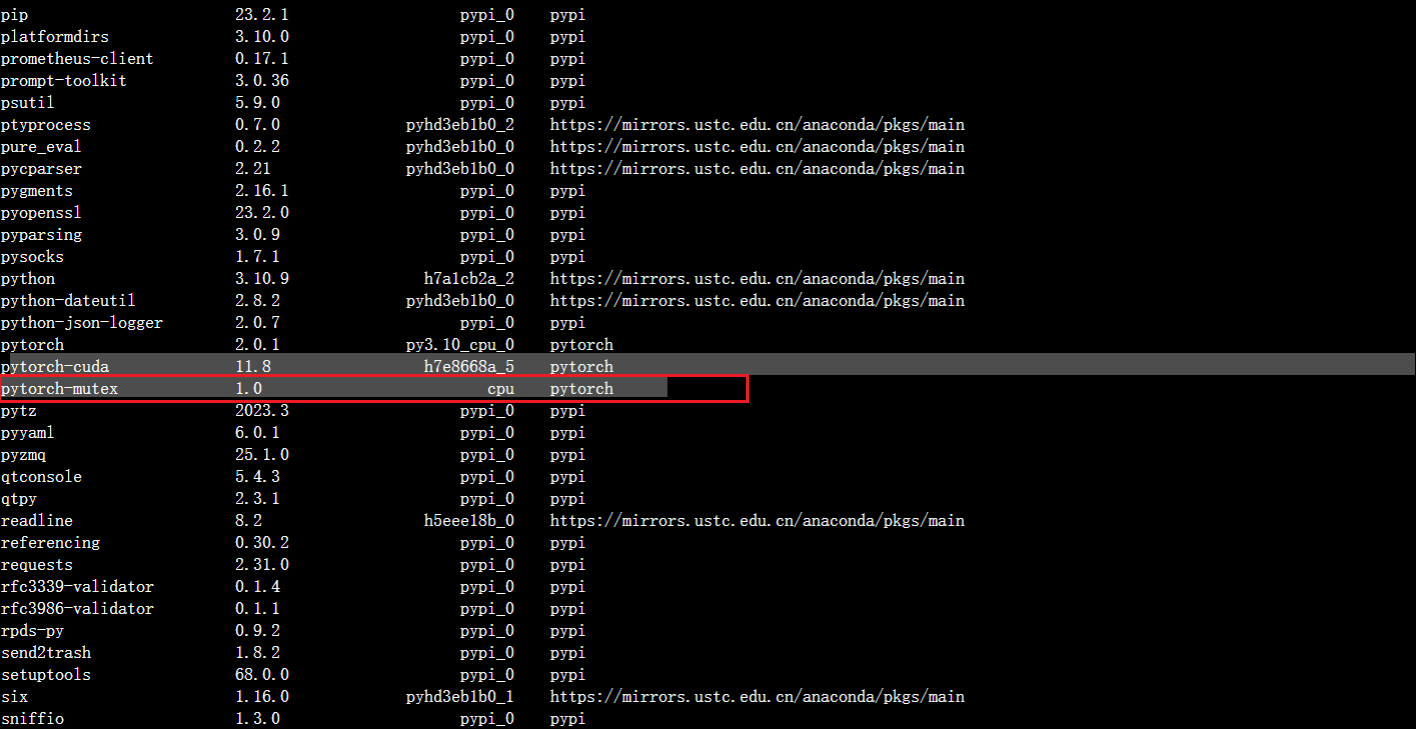 pip 23.2.1 pypi_0 pypi
platformdirs 3.10.0 pypi_0 pypi
prometheus-client 0.17.1 pypi_0 pypi
prompt-toolkit 3.0.36 pypi_0 pypi
psutil 5.9.0 pypi_0 pypi
ptyprocess 0.7.0 pyhd3eb1b0_2 https://mirrors.ustc.edu.cn/anaconda/pkgs/main
pure_eval 0.2.2 pyhd3eb1b0_0 https://mirrors.ustc.edu.cn/anaconda/pkgs/main
pycparser 2.21 pyhd3eb1b0_0 https://mirrors.ustc.edu.cn/anaconda/pkgs/main
pygments 2.16.1 pypi_0 pypi
pyopenssl 23.2.0 pypi_0 pypi
pyparsing 3.0.9 pypi_0 pypi
pysocks 1.7.1 pypi_0 pypi
python 3.10.9 h7a1cb2a_2 https://mirrors.ustc.edu.cn/anaconda/pkgs/main
python-dateutil 2.8.2 pyhd3eb1b0_0 https://mirrors.ustc.edu.cn/anaconda/pkgs/main
python-json-logger 2.0.7 pypi_0 pypi
pytorch 2.0.1 py3.10_cpu_0 pytorch
pytorch-cuda 11.8 h7e8668a_5 pytorch
pytorch-mutex 1.0 cpu pytorch
pytz 2023.3 pypi_0 pypi
pyyaml 6.0.1 pypi_0 pypi
pyzmq 25.1.0 pypi_0 pypi
qtconsole 5.4.3 pypi_0 pypi
qtpy 2.3.1 pypi_0 pypi
readline 8.2 h5eee18b_0 https://mirrors.ustc.edu.cn/anaconda/pkgs/main
referencing 0.30.2 pypi_0 pypi
requests 2.31.0 pypi_0 pypi
rfc3339-validator 0.1.4 pypi_0 pypi
rfc3986-validator 0.1.1 pypi_0 pypi
rpds-py 0.9.2 pypi_0 pypi
send2trash 1.8.2 pypi_0 pypi
setuptools 68.0.0 pypi_0 pypi
six 1.16.0 pyhd3eb1b0_1 https://mirrors.ustc.edu.cn/anaconda/pkgs/main
sniffio 1.3.0 pypi_0 pypi